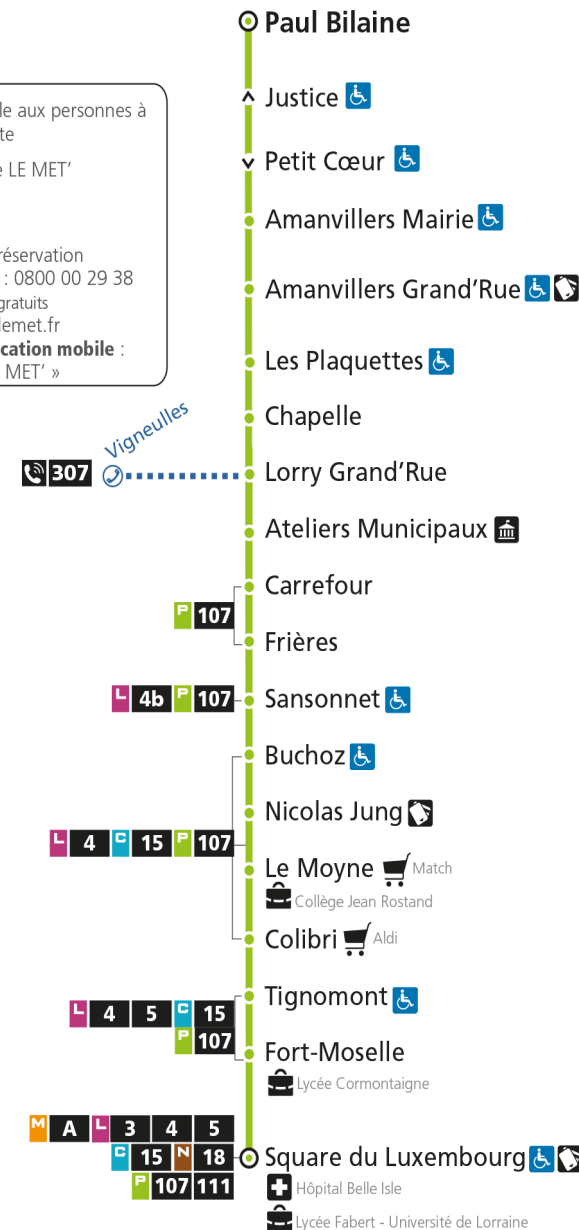 Paul Bilaine
Justice
Petit Cœur
Amanvillers Mairie
Amanvillers Grand'Rue
Les Plaquettes
Chapelle
Lorry Grand'Rue
Ateliers Municipaux
Carrefour
Frières
Sansonnet
Buchoz
Nicolas Jung
Le Moyne Match
Collège Jean Rostand
Colibri Aldi
Tignomont
Fort-Moselle
Lycée Cormontaigne
Square du Luxembourg
Hôpital Belle Isle
Lycée Fabert - Université de Lorraine
le aux personnes à
te
e LE MET'
réservation
: 0800 00 29 38
gratuits
lemet.fr
cation mobile :
MET' »
Vigneulles
307
P 107
L 4b P 107
L 4 C 15 P 107
L 4 5 C 15
P 107
M A L 3 4 5
C 15 N 18
P 107 111